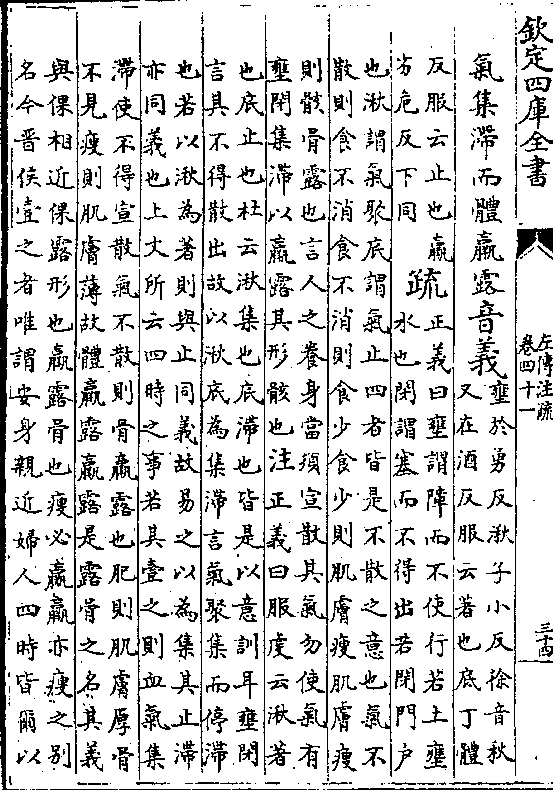 欽定四庫全書
左傳注疏
卷四十一
三十四
氣集滯而體羸露音義壅於勇反湫子小反徐音秋
又在酒反服云著也底丁體
反服云止也羸
劣危反下同
疏正義曰壅謂障而不使行若土壅
水也閉謂塞而不得出若閉門户
也湫謂氣聚底謂氣止四者皆是不散之意也氣不
散則食不消食不消則食少食少則肌膚瘦肌膚瘦
則骸骨露也言人之養身當須宣散其氣勿使氣有
壅閉集滯以羸露其形骸也注正義曰服虔云湫著
也底止也杜云湫集也底滯也皆是以意訓耳壅閉
言其不得散出故以湫底為集滯言氣聚集而停滯
也若以湫為著則與止同義故易之以為集其止滯
亦同義也上文所云四時之事若其壹之則血氣集
滯使不得宣散氣不散則骨羸露也肥則肌膚厚骨
不見瘦則肌膚薄故體羸露羸露是露骨之名其義
與倮相近倮露形也羸露骨也瘦必羸羸亦瘦之别
名今晋侯壹之者唯謂安身親近婦人四時皆爾以